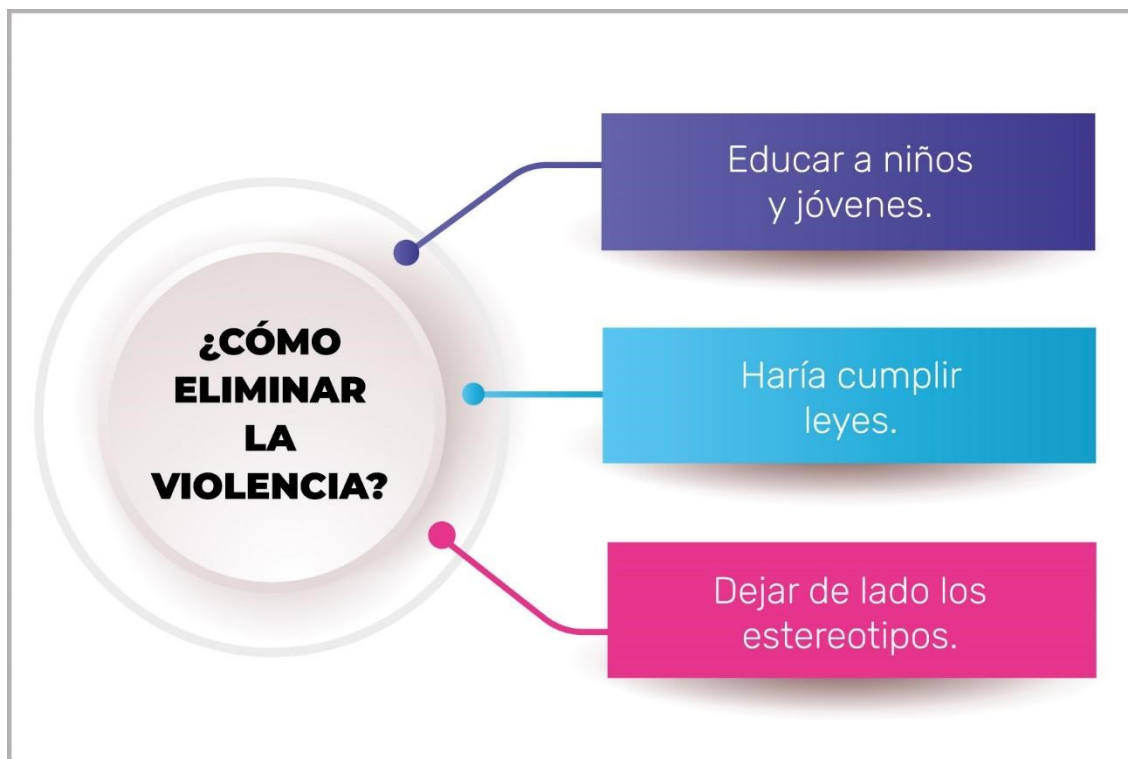 ¿CÓMO
ELIMINAR
LA
VIOLENCIA?
Educar a niños
y jóvenes.
Haría cumplir
leyes.
Dejar de lado los
estereotipos.